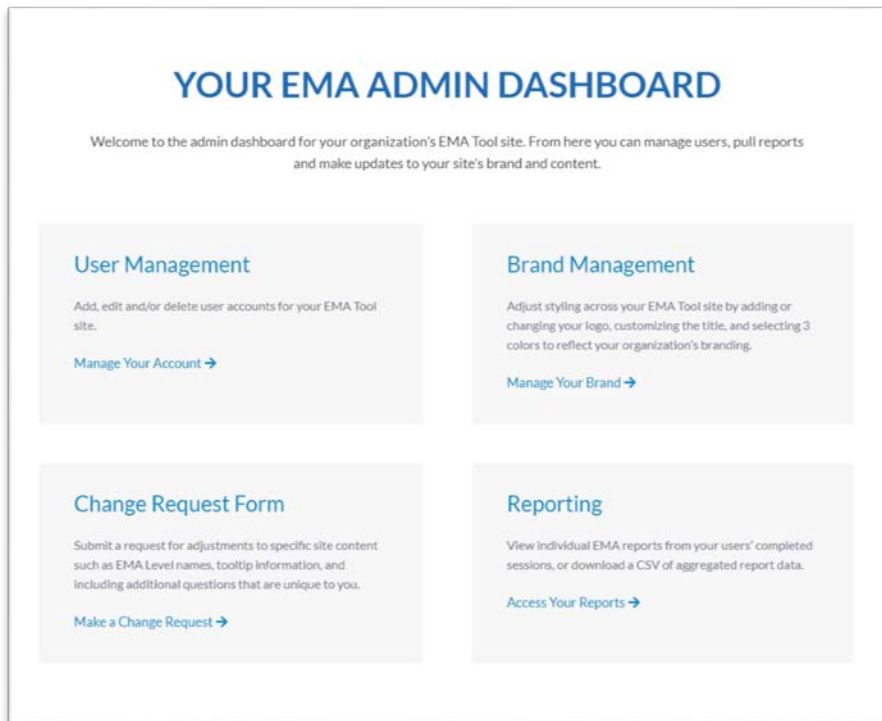 YOUR EMA ADMIN DASHBOARD
Welcome to the admin dashboard for your organization's EMA Tool site. From here you can manage users, pull reports
and make updates to your site's brand and content.
User Management
Add, edit and/or delete user accounts for your EMA Tool
site.
Manage Your Account →
Brand Management
Adjust styling across your EMA Tool site by adding or
changing your logo, customizing the title, and selecting 3
colors to reflect your organization's branding.
Manage Your Brand →
Change Request Form
Submit a request for adjustments to specific site content
such as EMA Level names, tooltip information, and
including additional questions that are unique to you.
Make a Change Request →
Reporting
View individual EMA reports from your users' completed
sessions, or download a CSV of aggregated report data.
Access Your Reports →